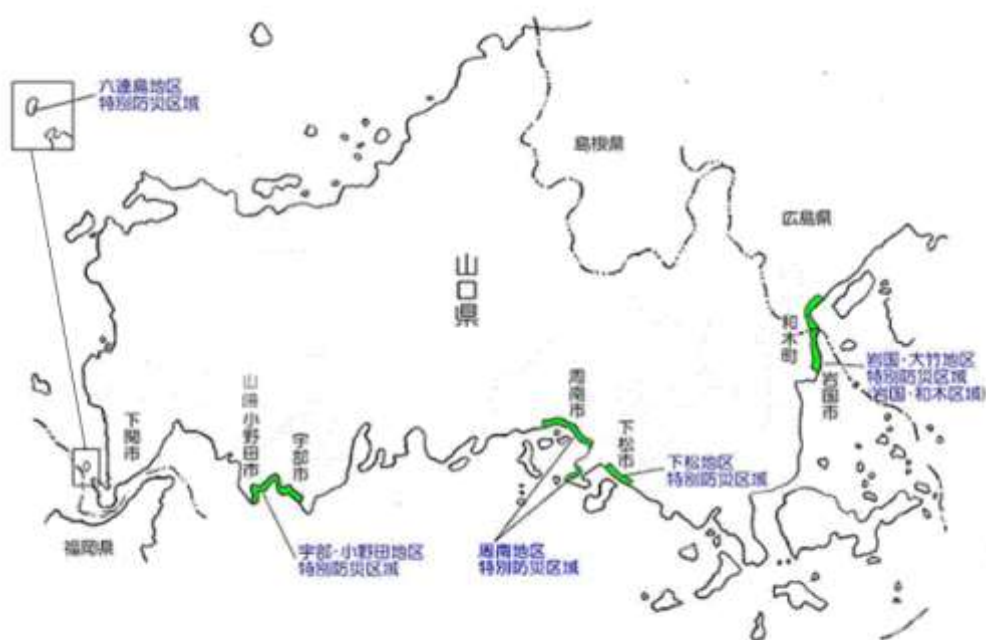 六連島地区
特別防災区域
島根県
広島県
山口県
和木町
岩国市
岩国・大竹地区
特別防災区域
(岩国・和木区域)
周南市
下松市
下松地区
特別防災区域
下関市
山陽小野田市
宇部市
福岡県
宇部・小野田地区
特別防災区域
周南地区
特別防災区域